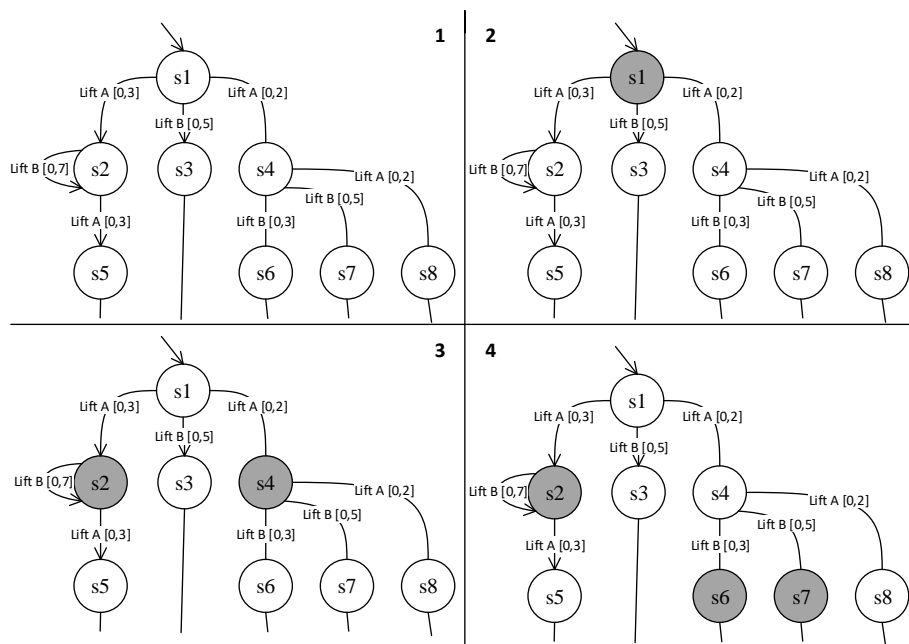 1
s1
Lift A [0,3]
Lift A [0,2]
Lift B [0,5]
Lift B [0,7]
s2
s3
s4
Lift A [0,2]
Lift B [0,5]
Lift A [0,3]
Lift B [0,3]
s5
s6
s7
s8
2
s1
Lift A [0,3]
Lift A [0,2]
Lift B [0,5]
Lift B [0,7]
s2
s3
s4
Lift A [0,2]
Lift B [0,5]
Lift A [0,3]
Lift B [0,3]
s5
s6
s7
s8
3
s1
Lift A [0,3]
Lift A [0,2]
Lift B [0,5]
Lift B [0,7]
s2
s3
s4
Lift A [0,2]
Lift B [0,5]
Lift A [0,3]
Lift B [0,3]
s5
s6
s7
s8
4
s1
Lift A [0,3]
Lift A [0,2]
Lift B [0,5]
Lift B [0,7]
s2
s3
s4
Lift A [0,2]
Lift B [0,5]
Lift A [0,3]
Lift B [0,3]
s5
s6
s7
s8